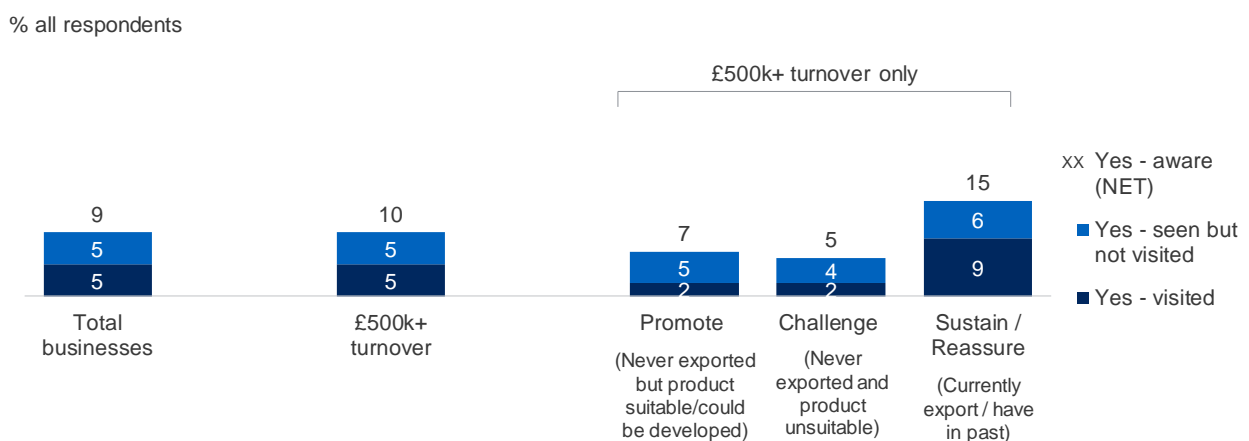 % all respondents
£500k+ turnover only
XX Yes - aware
(NET)
Yes - seen but
not visited
Yes - visited
9
5
5
10
5
5
7
5
2
5
4
2
15
6
9
Total
businesses
£500k+
turnover
Promote
(Never exported
but product
suitable/could
be developed)
Challenge
(Never
exported and
product
unsuitable)
Sustain /
Reassure
(Currently
export / have
in past)